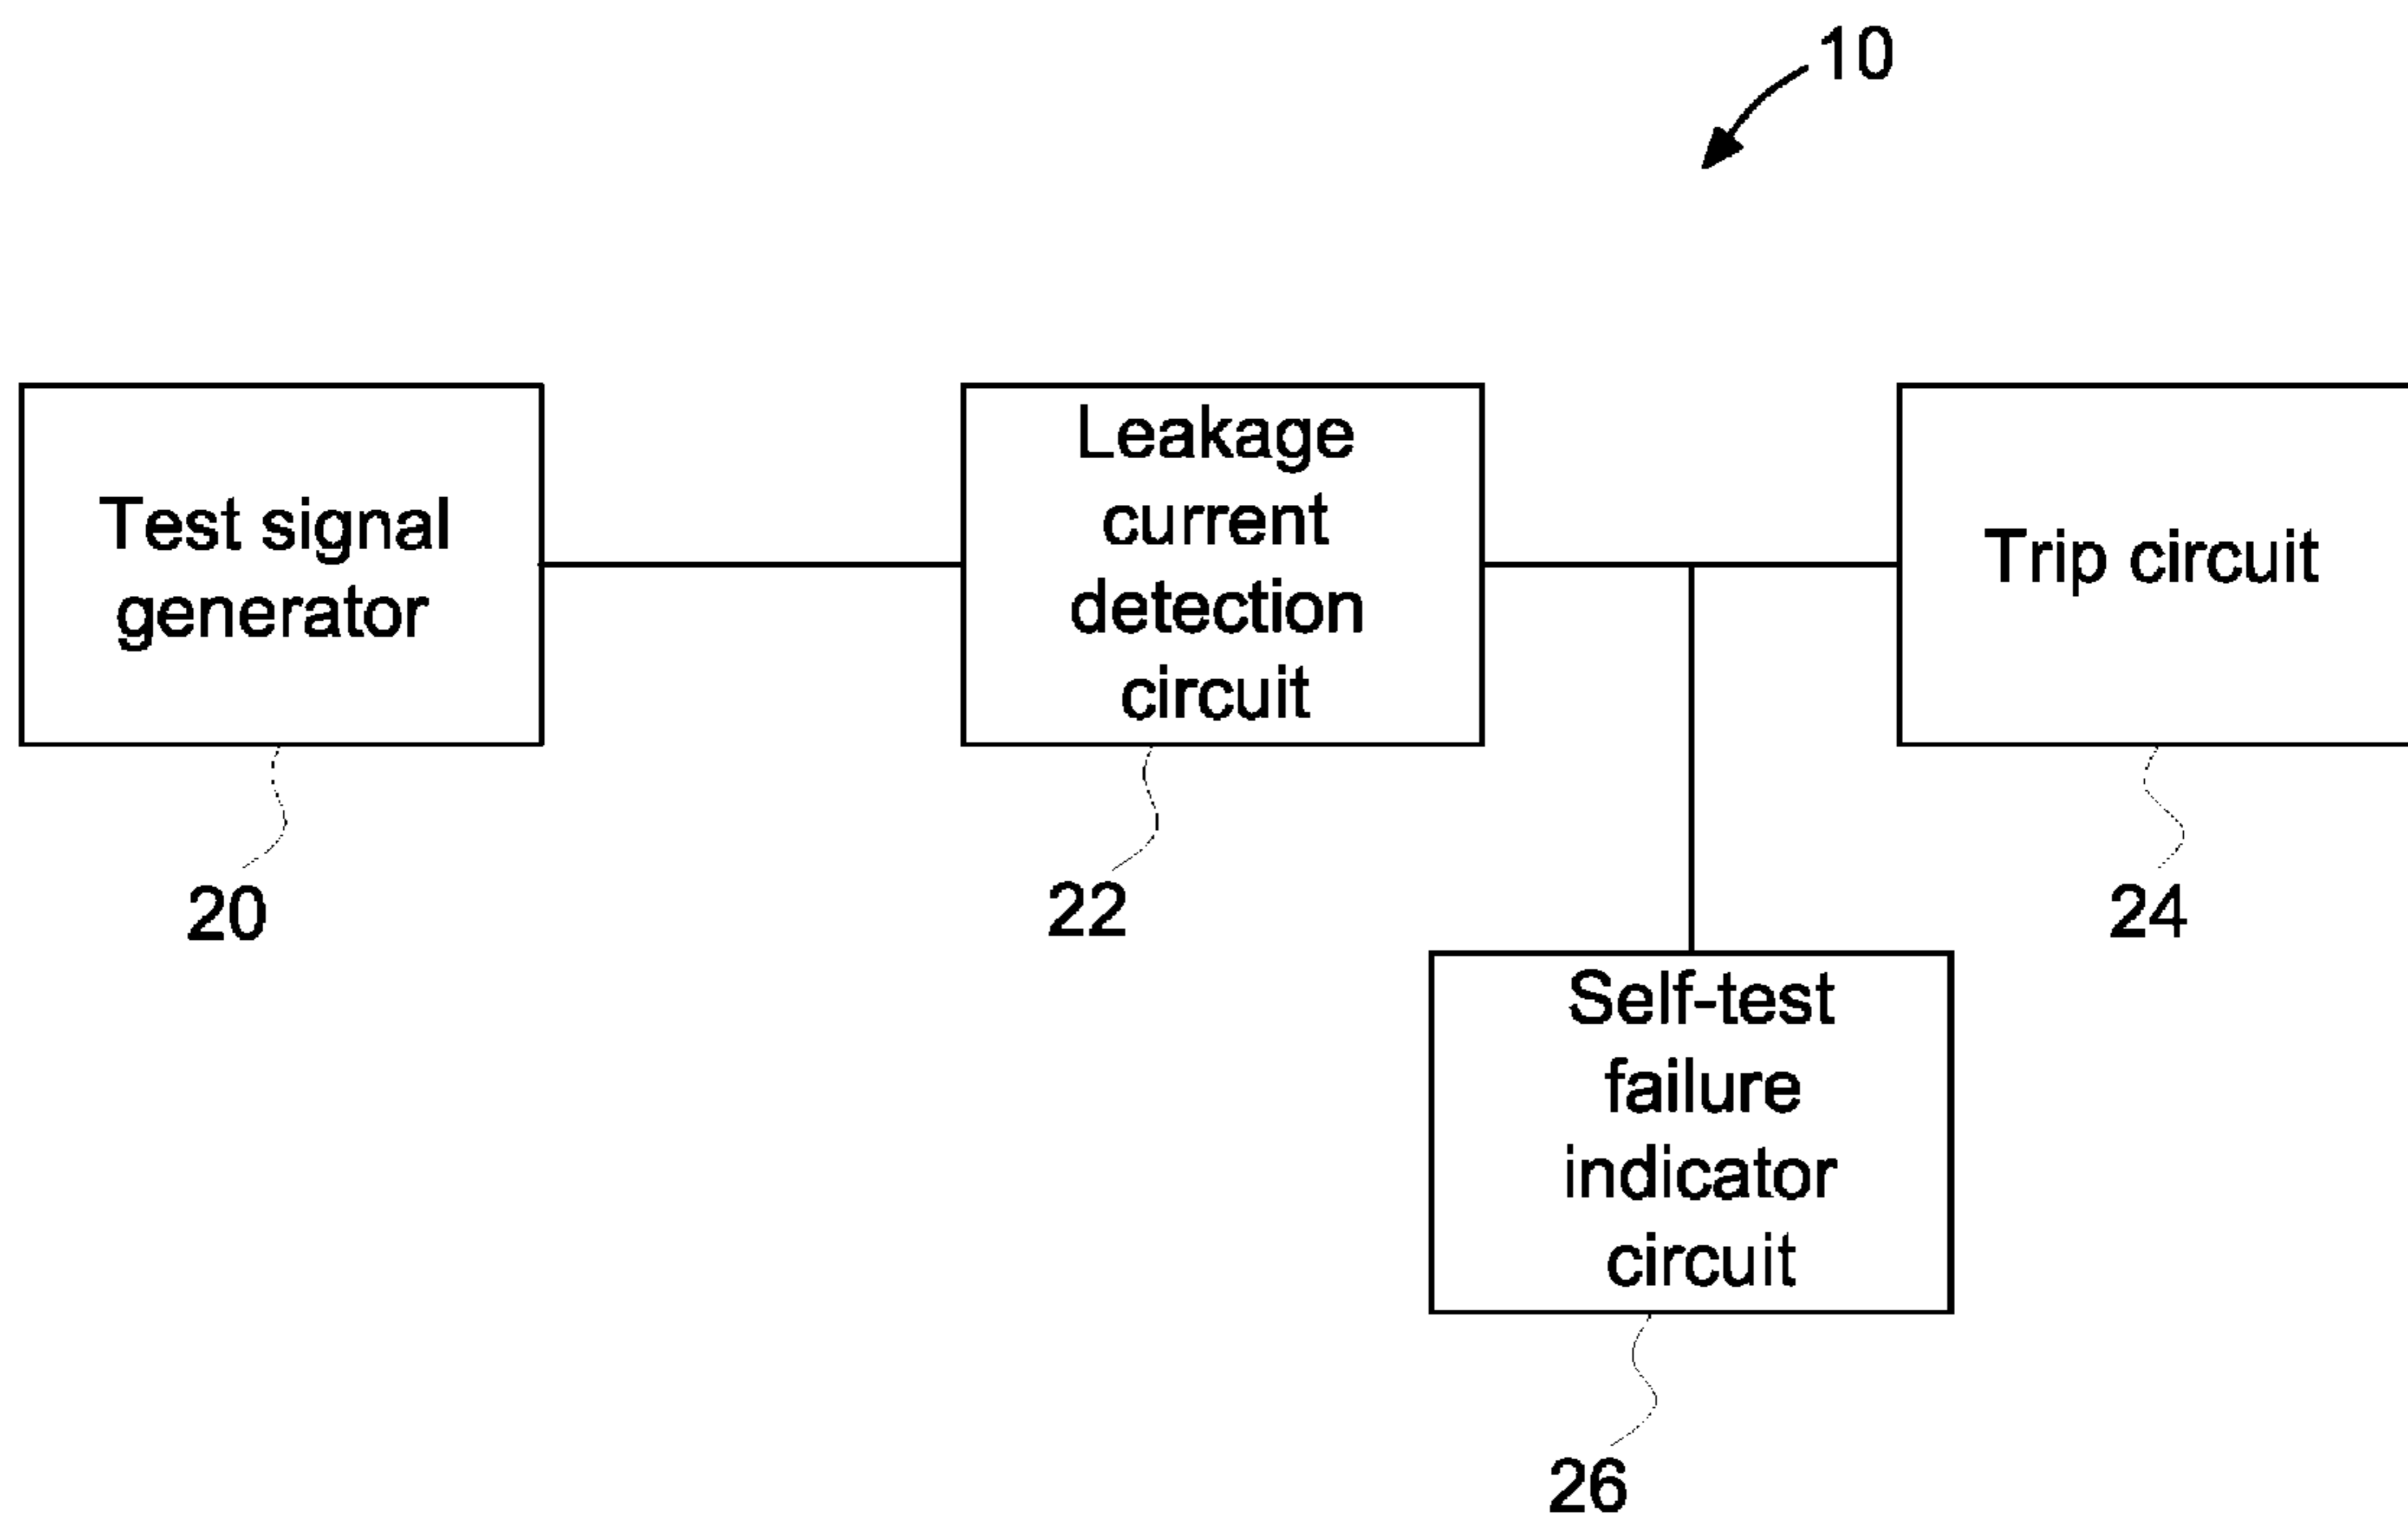 10
Test signal
generator
Leakage
current
detection
circuit
Trip circuit
20
22
24
Self-test
failure
indicator
circuit
26